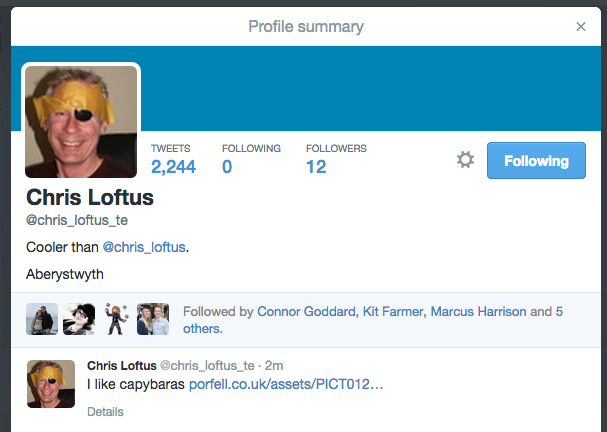 Profile summary
×
TWEETS FOLLOWING FOLLOWERS
2,244 0 12
Following
Chris Loftus
@chris_loftus_te
Cooler than @chris_loftus.
Aberystwyth
Followed by Connor Goddard, Kit Farmer, Marcus Harrison and 5
others.
Chris Loftus @chris_loftus_te · 2m
I like capybaras porfell.co.uk/assets/PICT012…
Details